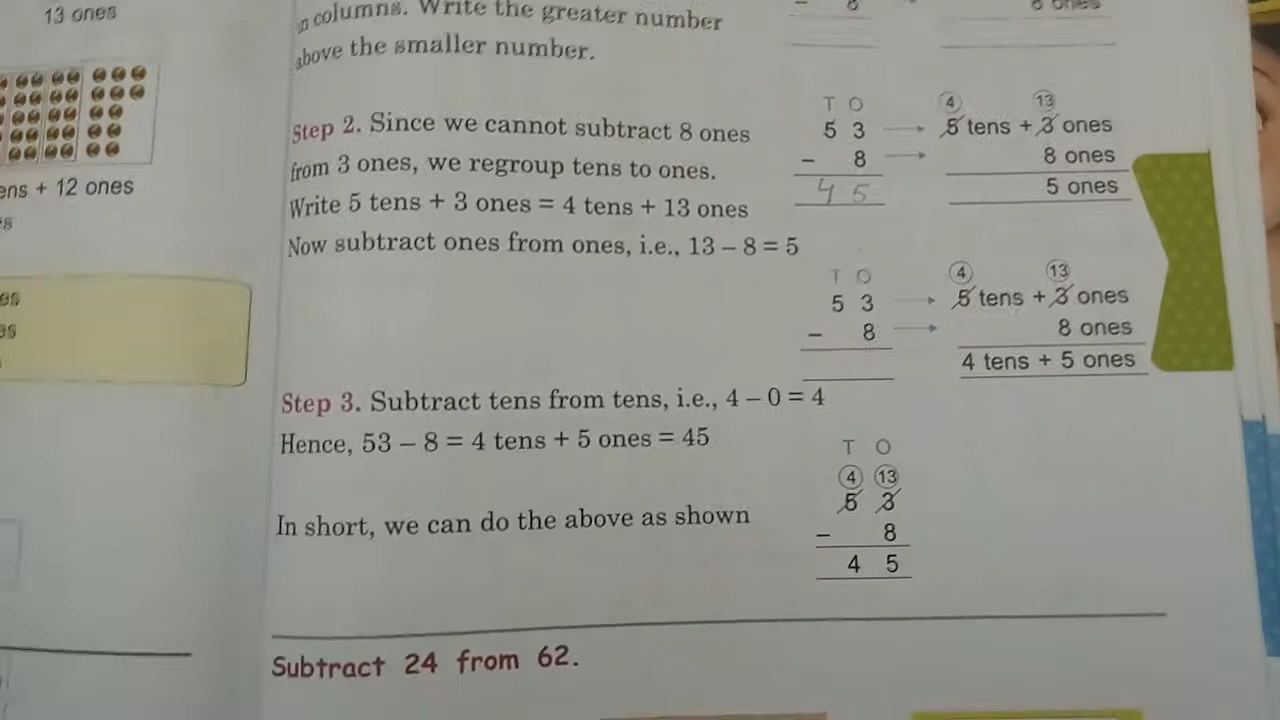 13 ones
in columns. Write the greater number
above the smaller number.
- 8
ones
T O
5 3
- 8
4 5
4 13
5 tens + 3 ones
8 ones
5 ones
Step 2. Since we cannot subtract 8 ones
from 3 ones, we regroup tens to ones.
Write 5 tens + 3 ones = 4 tens + 13 ones
Now subtract ones from ones, i.e., 13 – 8 = 5
+ 12 ones
T O
5 3
- 8
4 13
5 tens + 3 ones
8 ones
4 tens + 5 ones
Step 3. Subtract tens from tens, i.e., 4 – 0 = 4
Hence, 53 – 8 = 4 tens + 5 ones = 45
In short, we can do the above as shown
T O
4 13
5 3
- 8
4 5
Subtract 24 from 62.